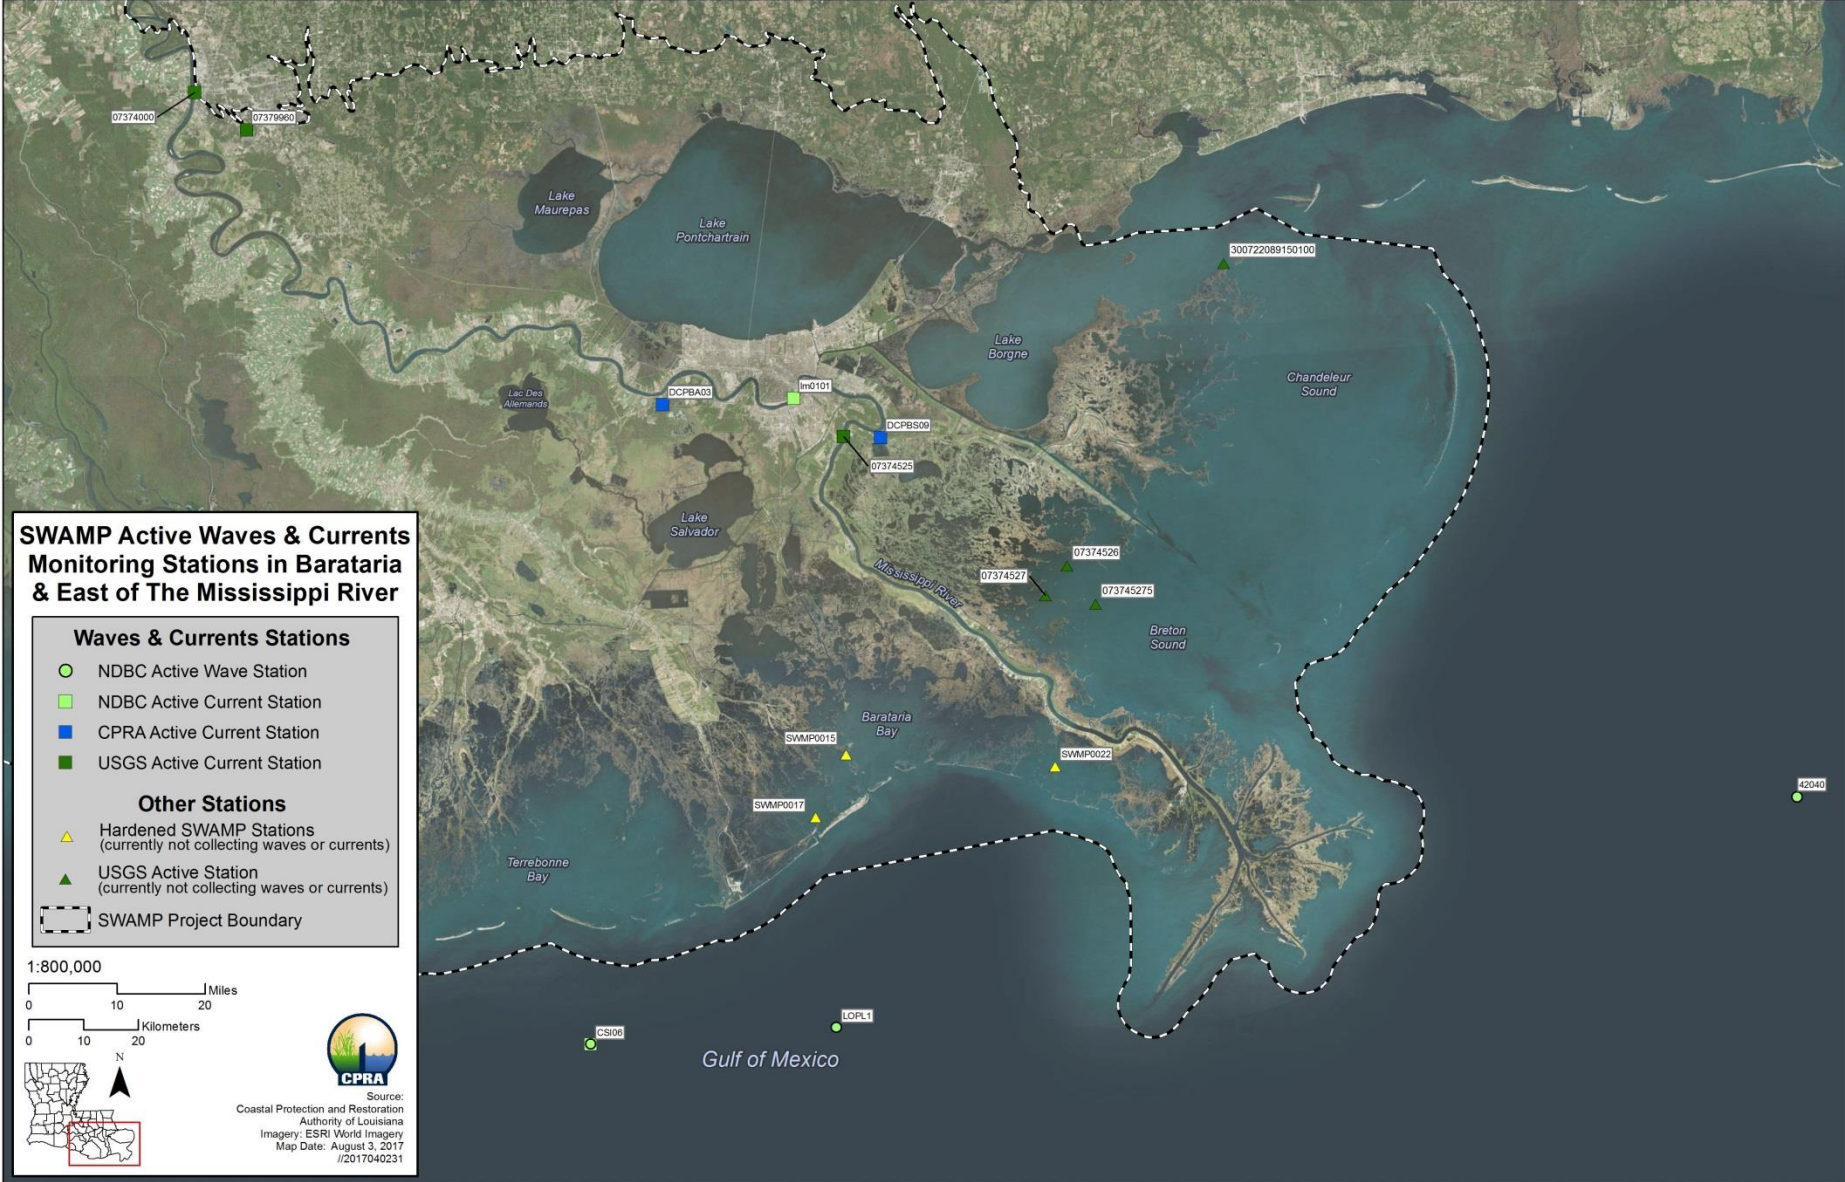 07374000
07379960
Lake
Maurepas
Lake
Pontchartrain
300722089150100
Lake
Borgne
Chandeleur
Sound
Lac Des
Allemands
DCPBA03
lm0101
DCPBS09
07374525
Lake
Salvador
Mississippi River
07374526
07374527
073745275
Breton
Sound
Barataria
Bay
SWMP0015
SWMP0022
SWMP0017
42040
Terrebonne
Bay
LOPL1
CSI06
Gulf of Mexico
SWAMP Active Waves & Currents
Monitoring Stations in Barataria
& East of The Mississippi River
Waves & Currents Stations
NDBC Active Wave Station
NDBC Active Current Station
CPRA Active Current Station
USGS Active Current Station
Other Stations
Hardened SWAMP Stations
(currently not collecting waves or currents)
USGS Active Station
(currently not collecting waves or currents)
SWAMP Project Boundary
1:800,000
Miles
0 10 20
Kilometers
0 10 20
N
CPRA
Source:
Coastal Protection and Restoration
Authority of Louisiana
Imagery: ESRI World Imagery
Map Date: August 3, 2017
//2017040231